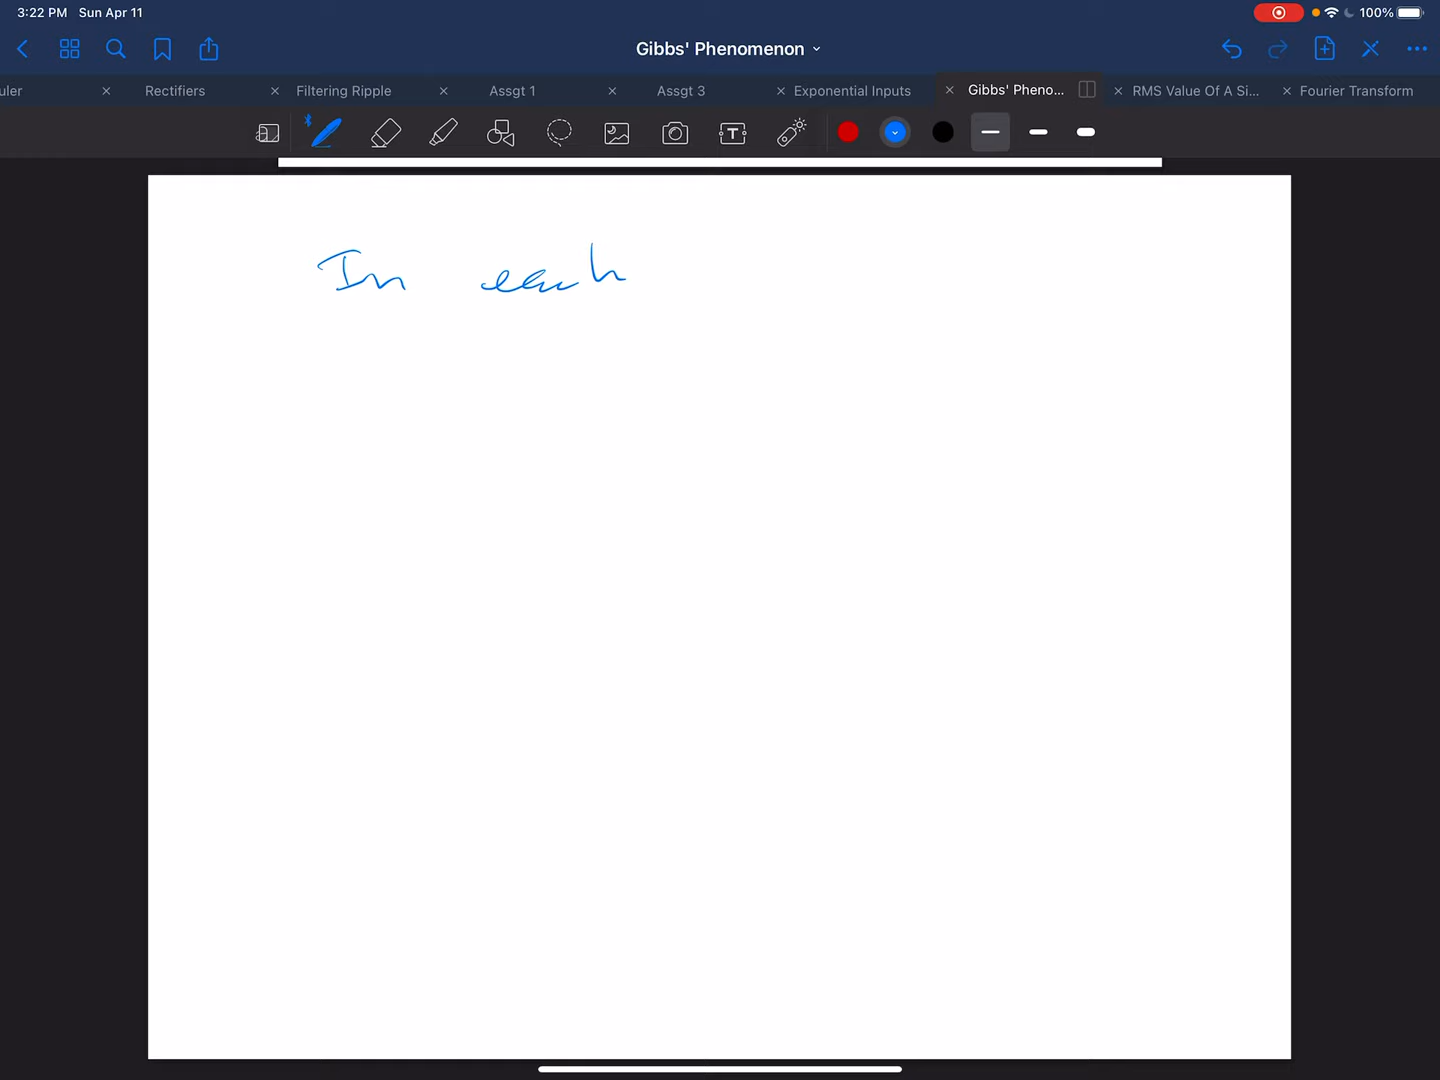 3:22 PM Sun Apr 11 100%
Gibbs' Phenomenon
uler Rectifiers Filtering Ripple Assgt 1 Assgt 3 Exponential Inputs Gibbs' Pheno... RMS Value Of A Si... Fourier Transform
In each